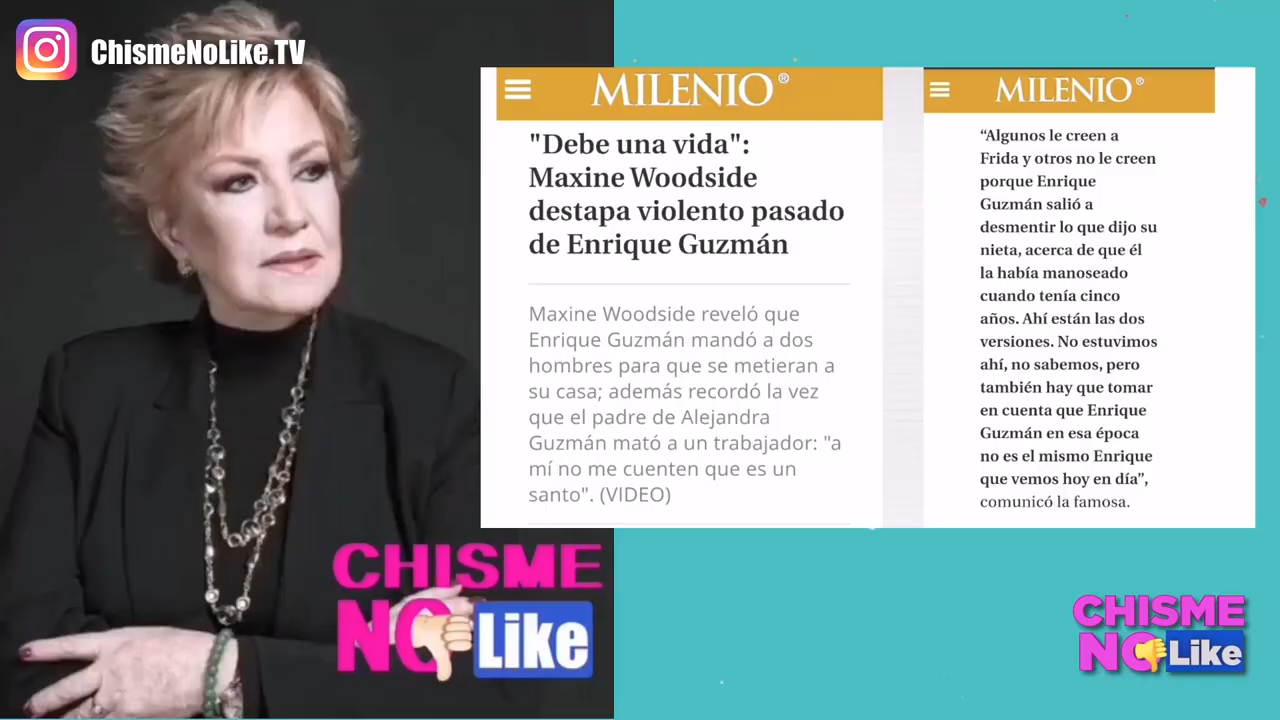 ChismeNoLike.TV
MILENIO®
"Debe una vida":
Maxine Woodside
destapa violento pasado
de Enrique Guzmán
Maxine Woodside reveló que
Enrique Guzmán mandó a dos
hombres para que se metieran a
su casa; además recordó la vez
que el padre de Alejandra
Guzmán mató a un trabajador: "a
mí no me cuenten que es un
santo". (VIDEO)
MILENIO®
“Algunos le creen a
Frida y otros no le creen
porque Enrique
Guzmán salió a
desmentir lo que dijo su
nieta, acerca de que él
la había manoseado
cuando tenía cinco
años. Ahí están las dos
versiones. No estuvimos
ahí, no sabemos, pero
también hay que tomar
en cuenta que Enrique
Guzmán en esa época
no es el mismo Enrique
que vemos hoy en día”,
comunicó la famosa.
CHISME
NO Like
CHISME
NO Like